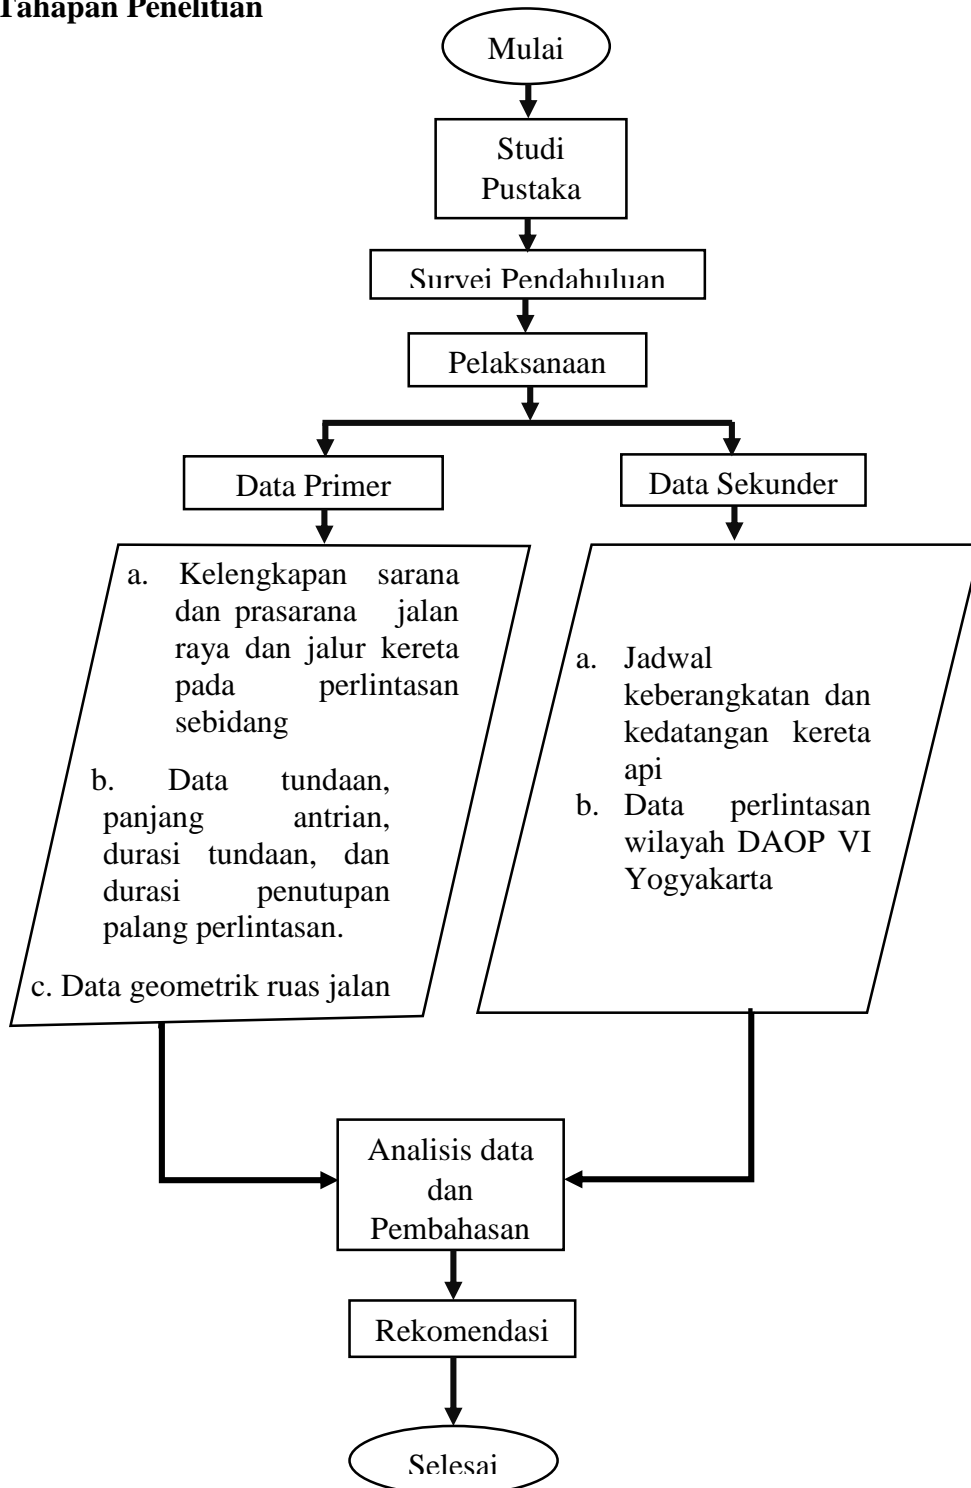 Tahapan Penelitian
Mulai
Studi
Pustaka
Survei Pendahuluan
Pelaksanaan
Data Primer
Data Sekunder
a. Kelengkapan sarana
dan prasarana jalan
raya dan jalur kereta
pada perlintasan
sebidang
b. Data tundaan,
panjang antrian,
durasi tundaan, dan
durasi penutupan
palang perlintasan.
c. Data geometrik ruas jalan
a. Jadwal
keberangkatan dan
kedatangan kereta
api
b. Data perlintasan
wilayah DAOP VI
Yogyakarta
Analisis data
dan
Pembahasan
Rekomendasi
Selesai